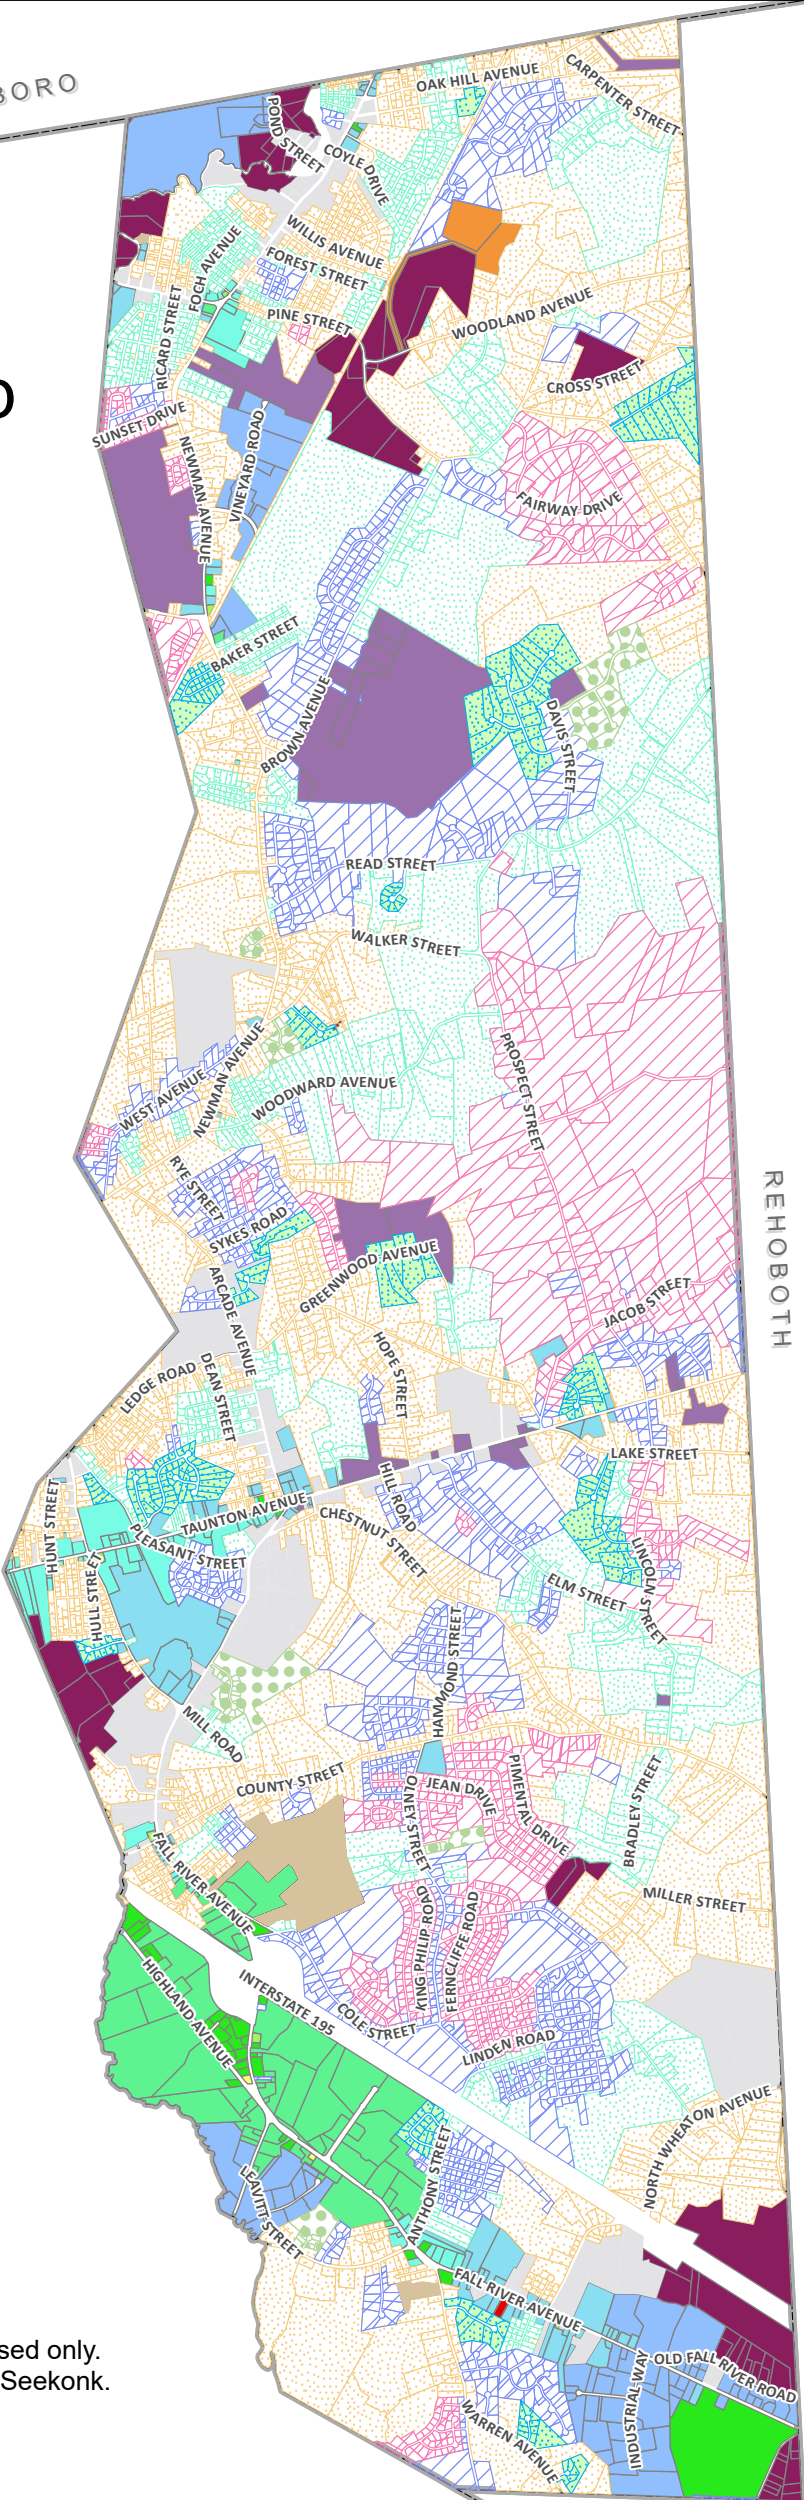 BORO
OAK HILL AVENUE
CARPENTER STREET
POND STREET
COYLE DRIVE
WILLIS AVENUE
FOCH AVENUE
FOREST STREET
RICARD STREET
PINE STREET
WOODLAND AVENUE
CROSS STREET
SUNSET DRIVE
NEWMAN AVENUE
VINEYARD ROAD
FAIRWAY DRIVE
BAKER STREET
BROWN AVENUE
DAVIS STREET
READ STREET
WALKER STREET
PROSPECT STREET
NEWMAN AVENUE
WEST AVENUE
WOODWARD AVENUE
RYE STREET
SYKES ROAD
REHOBOTH
GREENWOOD AVENUE
ARCADE AVENUE
JACOB STREET
HOPE STREET
LEDGE ROAD
DEAN STREET
LAKE STREET
HUNT STREET
HILL ROAD
TAUNTON AVENUE
PLEASANT STREET
CHESTNUT STREET
HULL STREET
ELM STREET
LINCOLN STREET
HAMMOND STREET
MILL ROAD
COUNTY STREET
OLNEY STREET
JEAN DRIVE
PIMENTAL DRIVE
BRADLEY STREET
FALL RIVER AVENUE
KING PHILIP ROAD
FERNCLIFFE ROAD
MILLER STREET
HIGHLAND AVENUE
INTERSTATE 195
COLE STREET
LINDEN ROAD
NORTH WHEATON AVENUE
LEAVITT STREET
ANTHONY STREET
FALL RIVER AVENUE
sed only.
OLD FALL RIVER ROAD
Seekonk.
INDUSTRIAL WAY
WARREN AVENUE